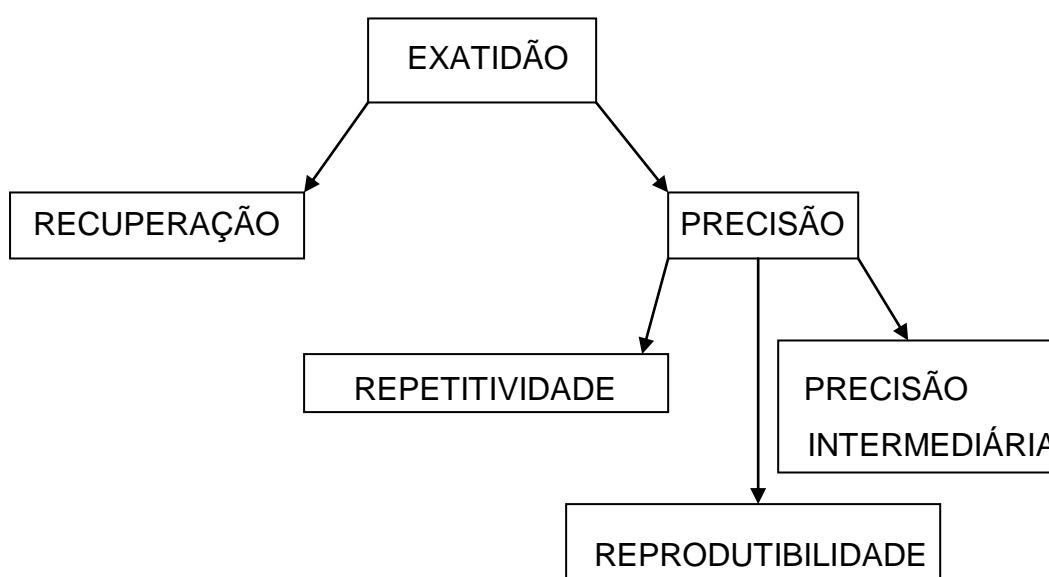 EXATIDÃO
RECUPERAÇÃO
PRECISÃO
REPETITIVIDADE
PRECISÃO
INTERMEDIÁRIA
REPRODUTIBILIDADE